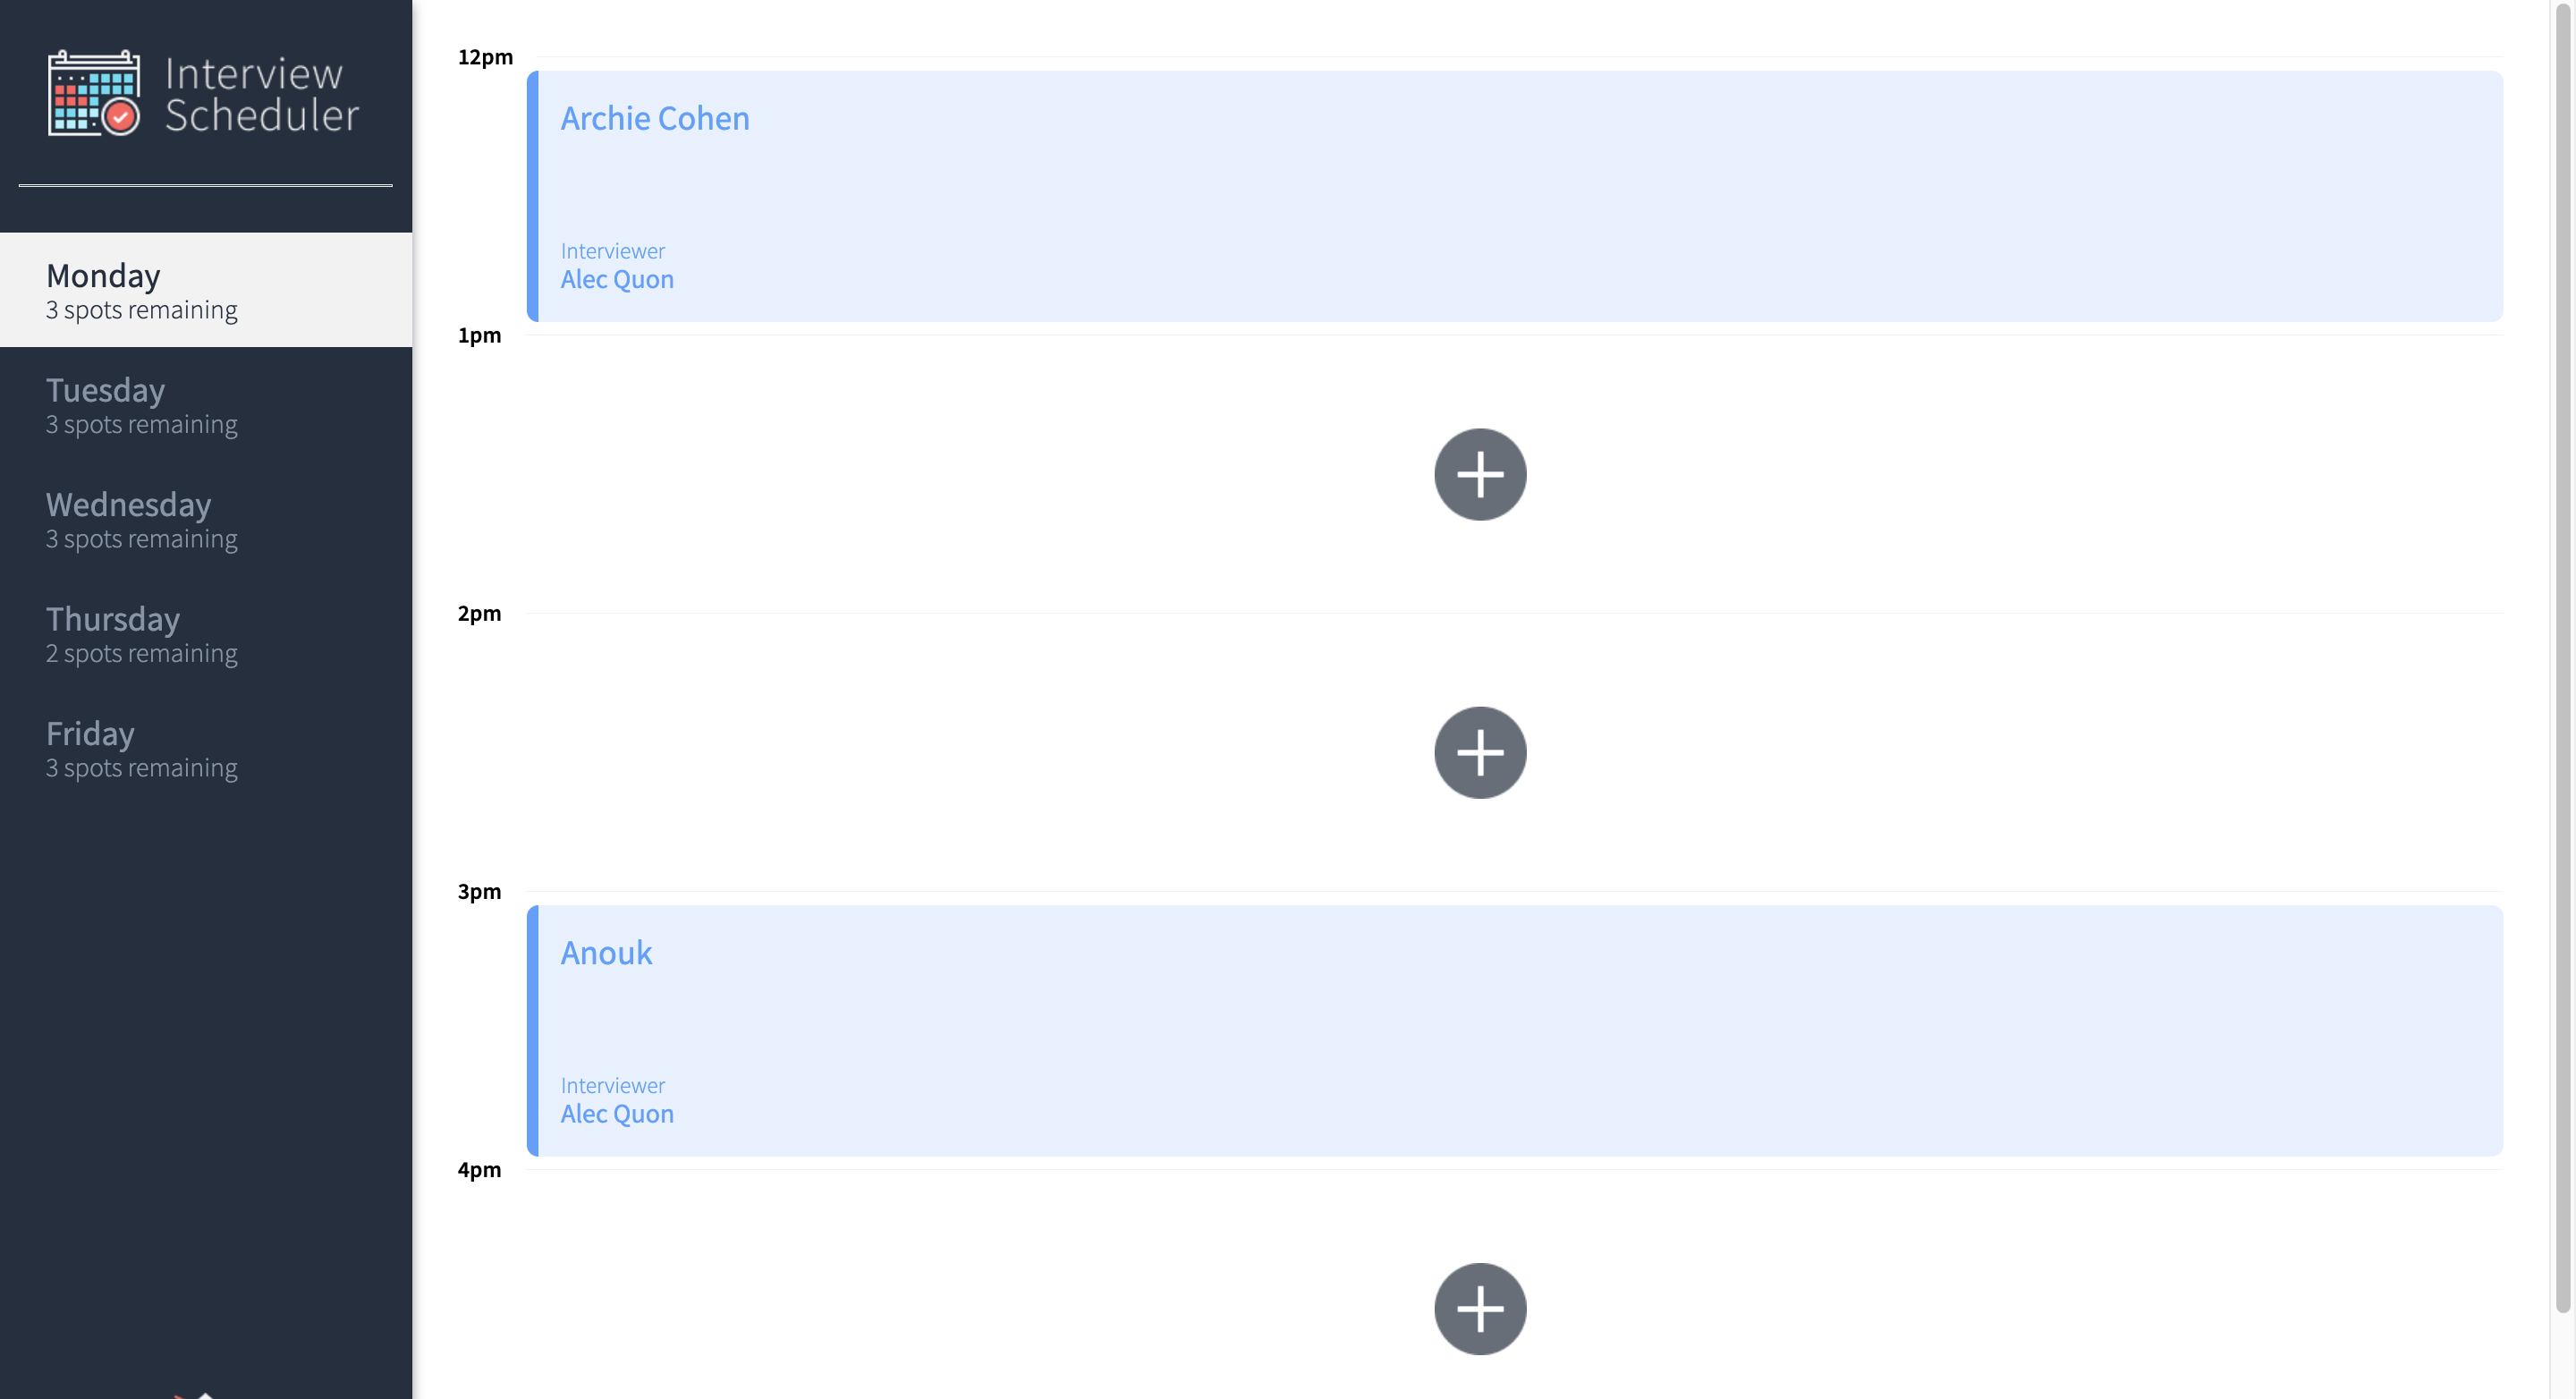 Interview
Scheduler
Monday
3 spots remaining
Tuesday
3 spots remaining
Wednesday
3 spots remaining
Thursday
2 spots remaining
Friday
3 spots remaining
12pm
Archie Cohen
Interviewer
Alec Quon
1pm
2pm
3pm
Anouk
Interviewer
Alec Quon
4pm